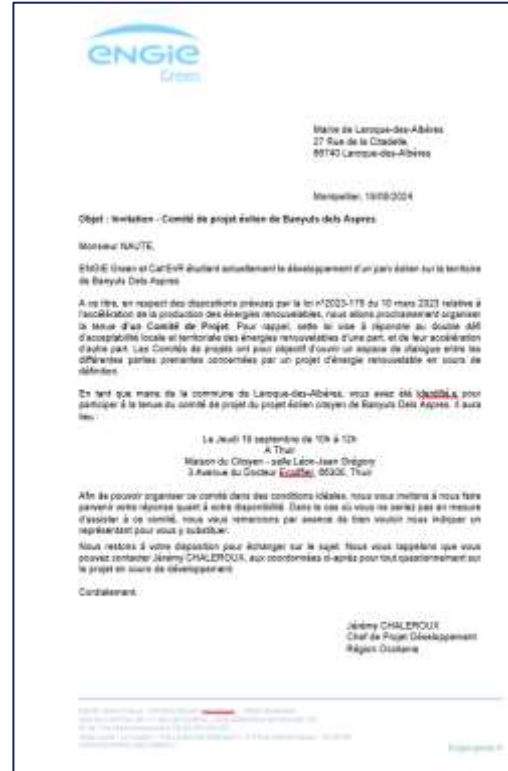 ENGIE
Green
Mairie de Laroque-des-Albères
27 Rue de la Citadelle,
66740 Laroque-des-Albères
Montpellier,
Objet : Invitation - Comité de projet éolien de Banyuls dels Aspres
Monsieur NAUTE,
ENGIE Green et Cat'EnR étudient actuellement le développement d'un parc éolien sur le territoire
de Banyuls Dels Aspres.
A ce titre, en respect des dispositions prévues par la loi n°2023-175 du 10 mars 2023 relative à
l'accélération de la production des énergies renouvelables, nous allons prochainement organiser
la tenue d'un Comité de Projet. Pour rappel, cette loi vise à répondre au double défi
d'acceptabilité locale et territoriale des énergies renouvelables d'une part, et de leur accélération
d'autre part. Les Comités de projets ont pour objectif d'ouvrir un espace de dialogue entre les
différentes parties prenantes concernées par un projet d'énergie renouvelable en cours de
définition.
En tant que maire de la commune de Laroque-des-Albères, vous avez été identifié.e pour
participer à la tenue du comité de projet du projet éolien citoyen de Banyuls Dels Aspres. Il aura
lieu :
Le Jeudi 19 septembre de 10h à 12h
A Thuir
Maison du Citoyen - salle Léon-Jean Grégory
3 Avenue du Docteur Ecoiffier, 66300, Thuir
Afin de pouvoir organiser ce comité dans des conditions idéales, nous vous invitons à nous faire
parvenir votre réponse quant à votre disponibilité. Dans le cas où vous ne seriez pas en mesure
d'assister à ce comité, nous vous remercions par avance de bien vouloir nous indiquer un
représentant pour vous y substituer.
Nous restons à votre disposition pour échanger sur le sujet. Nous vous rappelons que vous
pouvez contacter Jérémy CHALEROUX, aux coordonnées ci-après pour tout questionnement sur
le projet en cours de développement.
Cordialement.
Jérémy CHALEROUX
Chef de Projet Développement
Région Occitanie